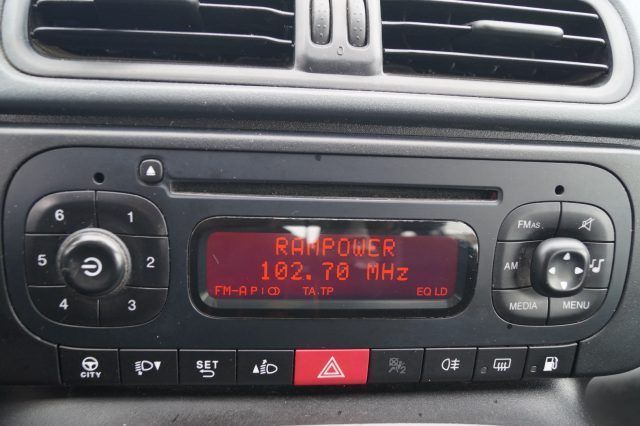 6 1
FMAS.
RAMPOWER
5 2
102.70 MHz
AM
FM-A P I TA.TP EQ LD
4 3
MEDIA MENU
CITY
SET